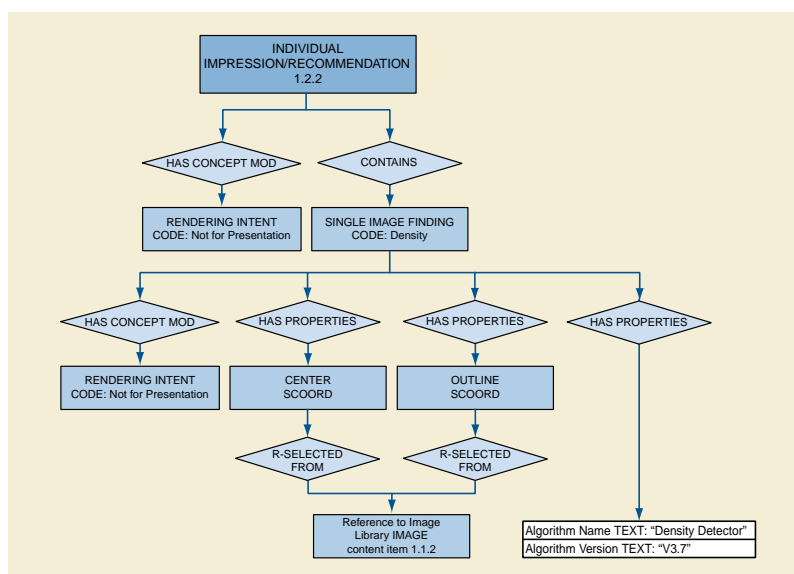 INDIVIDUAL
IMPRESSION/RECOMMENDATION
1.2.2
HAS CONCEPT MOD
CONTAINS
RENDERING INTENT
CODE: Not for Presentation
SINGLE IMAGE FINDING
CODE: Density
HAS CONCEPT MOD
HAS PROPERTIES
HAS PROPERTIES
HAS PROPERTIES
RENDERING INTENT
CODE: Not for Presentation
CENTER
SCOORD
OUTLINE
SCOORD
R-SELECTED
FROM
R-SELECTED
FROM
Reference to Image
Library IMAGE
content item 1.1.2
Algorithm Name TEXT: “Density Detector”
Algorithm Version TEXT: “V3.7”